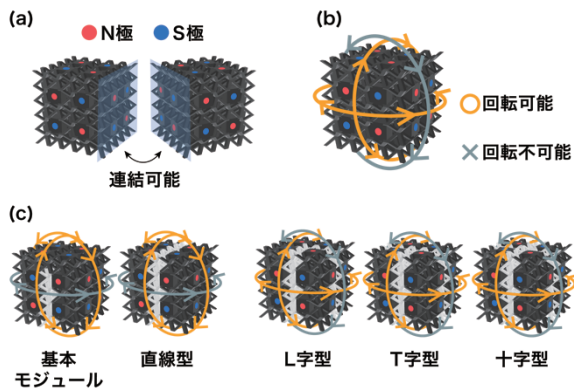 (a)
N極
S極
連結可能
(b)
回転可能
回転不可能
(c)
基本
モジュール
直線型
L字型
T字型
十字型